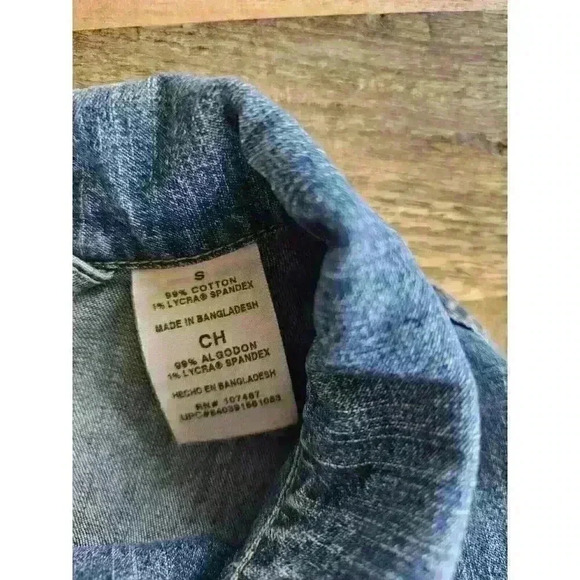 S
99% COTTON
1% LYCRA® SPANDEX
MADE IN BANGLADESH
CH
99% ALGODON
1% LYCRA® SPANDEX
HECHO EN BANGLADESH
RN# 107487